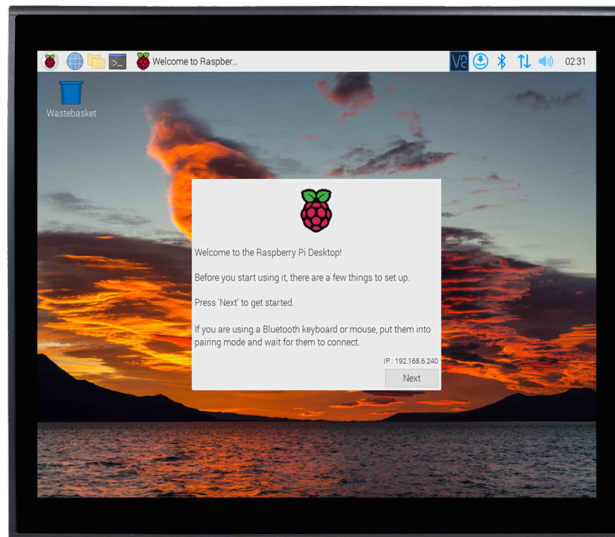 >_ Welcome to Raspber... V2 02:31
Wastebasket
Welcome to the Raspberry Pi Desktop!
Before you start using it, there are a few things to set up.
Press 'Next' to get started.
If you are using a Bluetooth keyboard or mouse, put them into
pairing mode and wait for them to connect.
IP : 192.168.6.240
Next